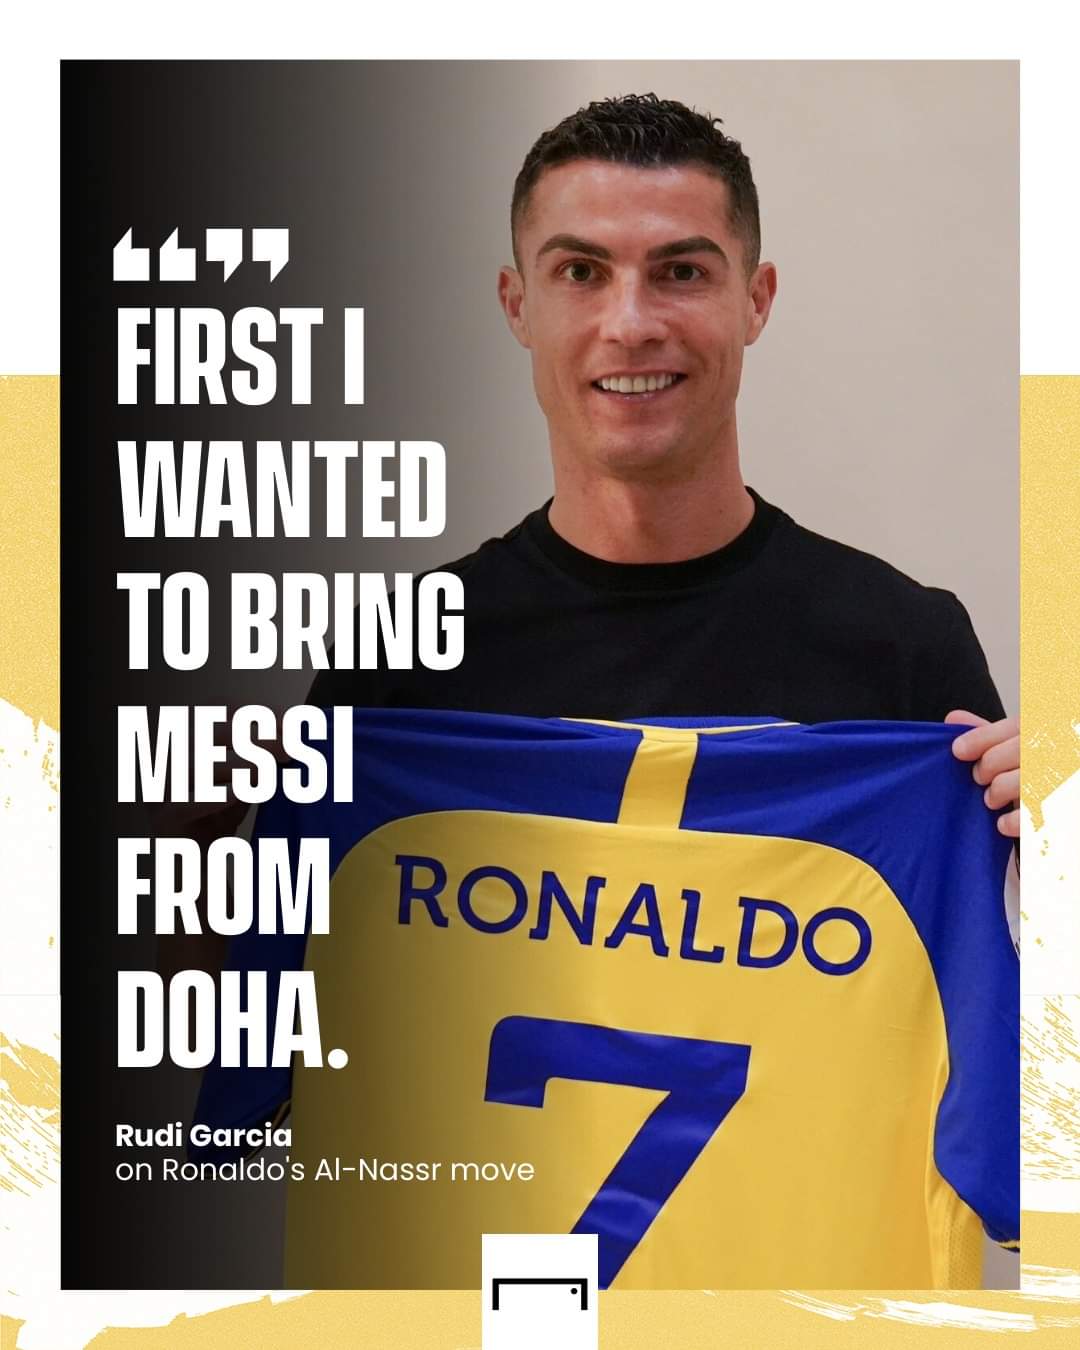 FIRST I
WANTED
TO BRING
MESSI
FROM
DOHA.
Rudi Garcia
on Ronaldo's Al-Nassr move
RONALDO
7